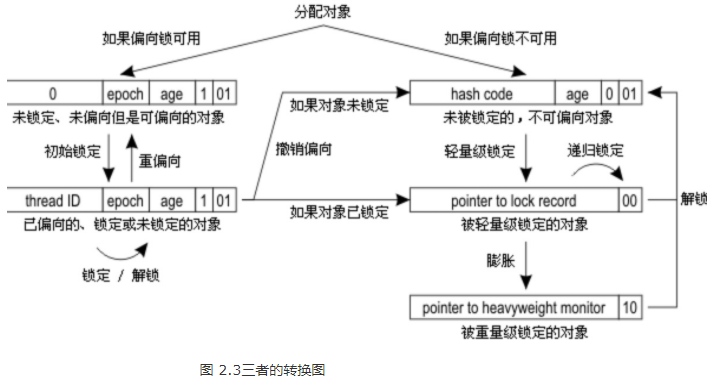 分配对象
如果偏向锁可用
如果偏向锁不可用
0 epoch age 1 01
hash code age 0 01
未锁定、未偏向但是可偏向的对象
如果对象未锁定
未被锁定的，不可偏向对象
初始锁定
重偏向
撤销偏向
轻量级锁定
递归锁定
thread ID epoch age 1 01
如果对象已锁定
pointer to lock record 00
解锁
已偏向的、锁定或未锁定的对象
被轻量级锁定的对象
锁定 / 解锁
膨胀
pointer to heavyweight monitor 10
被重量级锁定的对象
图 2.3三者的转换图